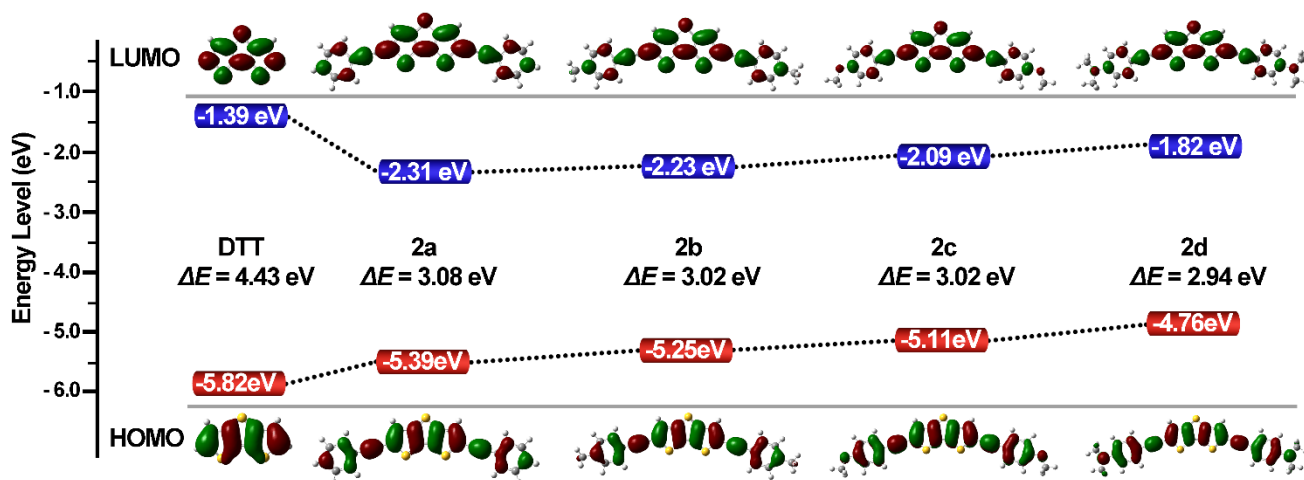 LUMO
Energy Level (eV)
- 1.0
- 2.0
- 3.0
- 4.0
- 5.0
- 6.0
-1.39 eV
-2.31 eV
-2.23 eV
-2.09 eV
-1.82 eV
DTT
ΔE = 4.43 eV
2a
ΔE = 3.08 eV
2b
ΔE = 3.02 eV
2c
ΔE = 3.02 eV
2d
ΔE = 2.94 eV
-5.82eV
-5.39eV
-5.25eV
-5.11eV
-4.76eV
HOMO